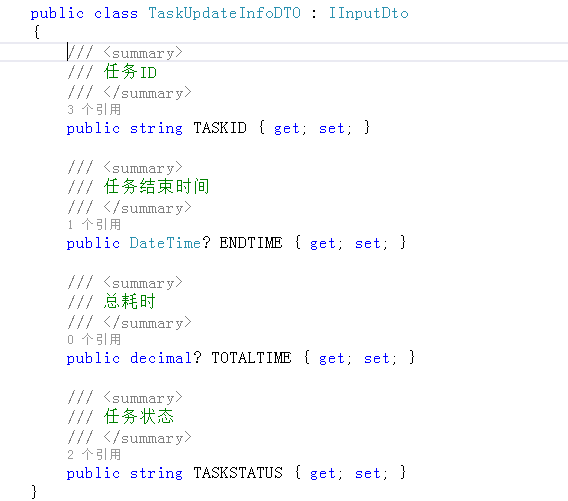 public class TaskUpdateInfoDTO : IInputDto
{
/// <summary>
/// 任务ID
/// </summary>
3 个引用
public string TASKID { get; set; }
/// <summary>
/// 任务结束时间
/// </summary>
1 个引用
public DateTime? ENDTIME { get; set; }
/// <summary>
/// 总耗时
/// </summary>
0 个引用
public decimal? TOTALTIME { get; set; }
/// <summary>
/// 任务状态
/// </summary>
2 个引用
public string TASKSTATUS { get; set; }
}